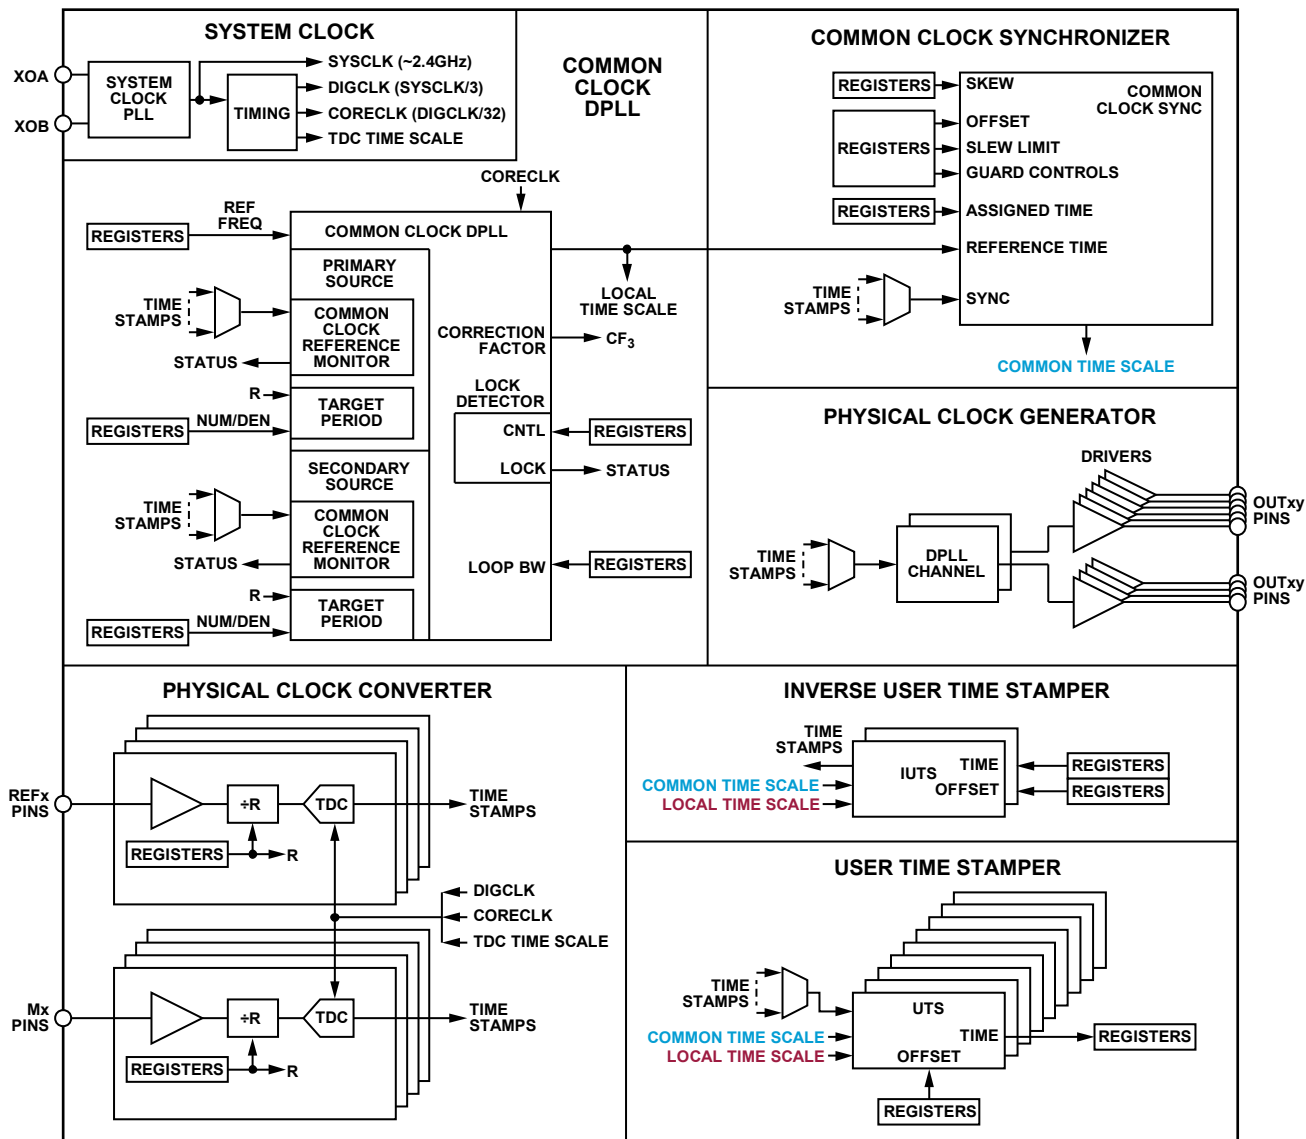 SYSTEM CLOCK
XOA
XOB
SYSTEM
CLOCK
PLL
TIMING
SYSCLK (~2.4GHz)
DIGCLK (SYSCLK/3)
CORECLK (DIGCLK/32)
TDC TIME SCALE
COMMON
CLOCK
DPLL
CORECLK
REF
FREQ
REGISTERS
COMMON CLOCK DPLL
PRIMARY
SOURCE
TIME
STAMPS
COMMON
CLOCK
REFERENCE
MONITOR
STATUS
R
TARGET
PERIOD
NUM/DEN
REGISTERS
SECONDARY
SOURCE
TIME
STAMPS
COMMON
CLOCK
REFERENCE
MONITOR
STATUS
R
TARGET
PERIOD
NUM/DEN
REGISTERS
LOCAL
TIME SCALE
CORRECTION
FACTOR
CF3
LOCK
DETECTOR
CNTL
REGISTERS
LOCK
STATUS
LOOP BW
REGISTERS
COMMON CLOCK SYNCHRONIZER
REGISTERS
SKEW
COMMON
CLOCK SYNC
REGISTERS
OFFSET
SLEW LIMIT
GUARD CONTROLS
REGISTERS
ASSIGNED TIME
REFERENCE TIME
TIME
STAMPS
SYNC
COMMON TIME SCALE
PHYSICAL CLOCK GENERATOR
DRIVERS
TIME
STAMPS
DPLL
CHANNEL
OUTxy
PINS
OUTxy
PINS
PHYSICAL CLOCK CONVERTER
REFx
PINS
÷R
TDC
TIME
STAMPS
REGISTERS
R
DIGCLK
CORECLK
TDC TIME SCALE
Mx
PINS
÷R
TDC
TIME
STAMPS
REGISTERS
R
INVERSE USER TIME STAMPER
TIME
STAMPS
COMMON TIME SCALE
LOCAL TIME SCALE
IUTS
TIME
OFFSET
REGISTERS
REGISTERS
USER TIME STAMPER
TIME
STAMPS
COMMON TIME SCALE
LOCAL TIME SCALE
UTS
TIME
OFFSET
REGISTERS
REGISTERS